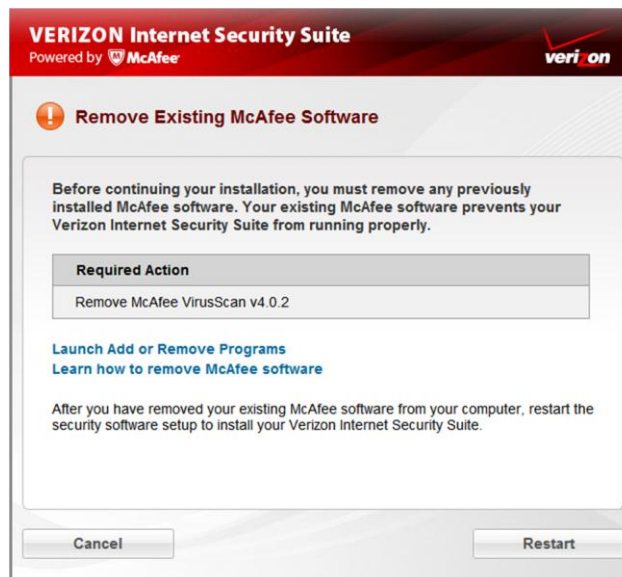 VERIZON Internet Security Suite
Powered by McAfee
verizon
Remove Existing McAfee Software
Before continuing your installation, you must remove any previously
installed McAfee software. Your existing McAfee software prevents your
Verizon Internet Security Suite from running properly.
Required Action
Remove McAfee VirusScan v4.0.2
Launch Add or Remove Programs
Learn how to remove McAfee software
After you have removed your existing McAfee software from your computer, restart the
security software setup to install your Verizon Internet Security Suite.
Cancel
Restart